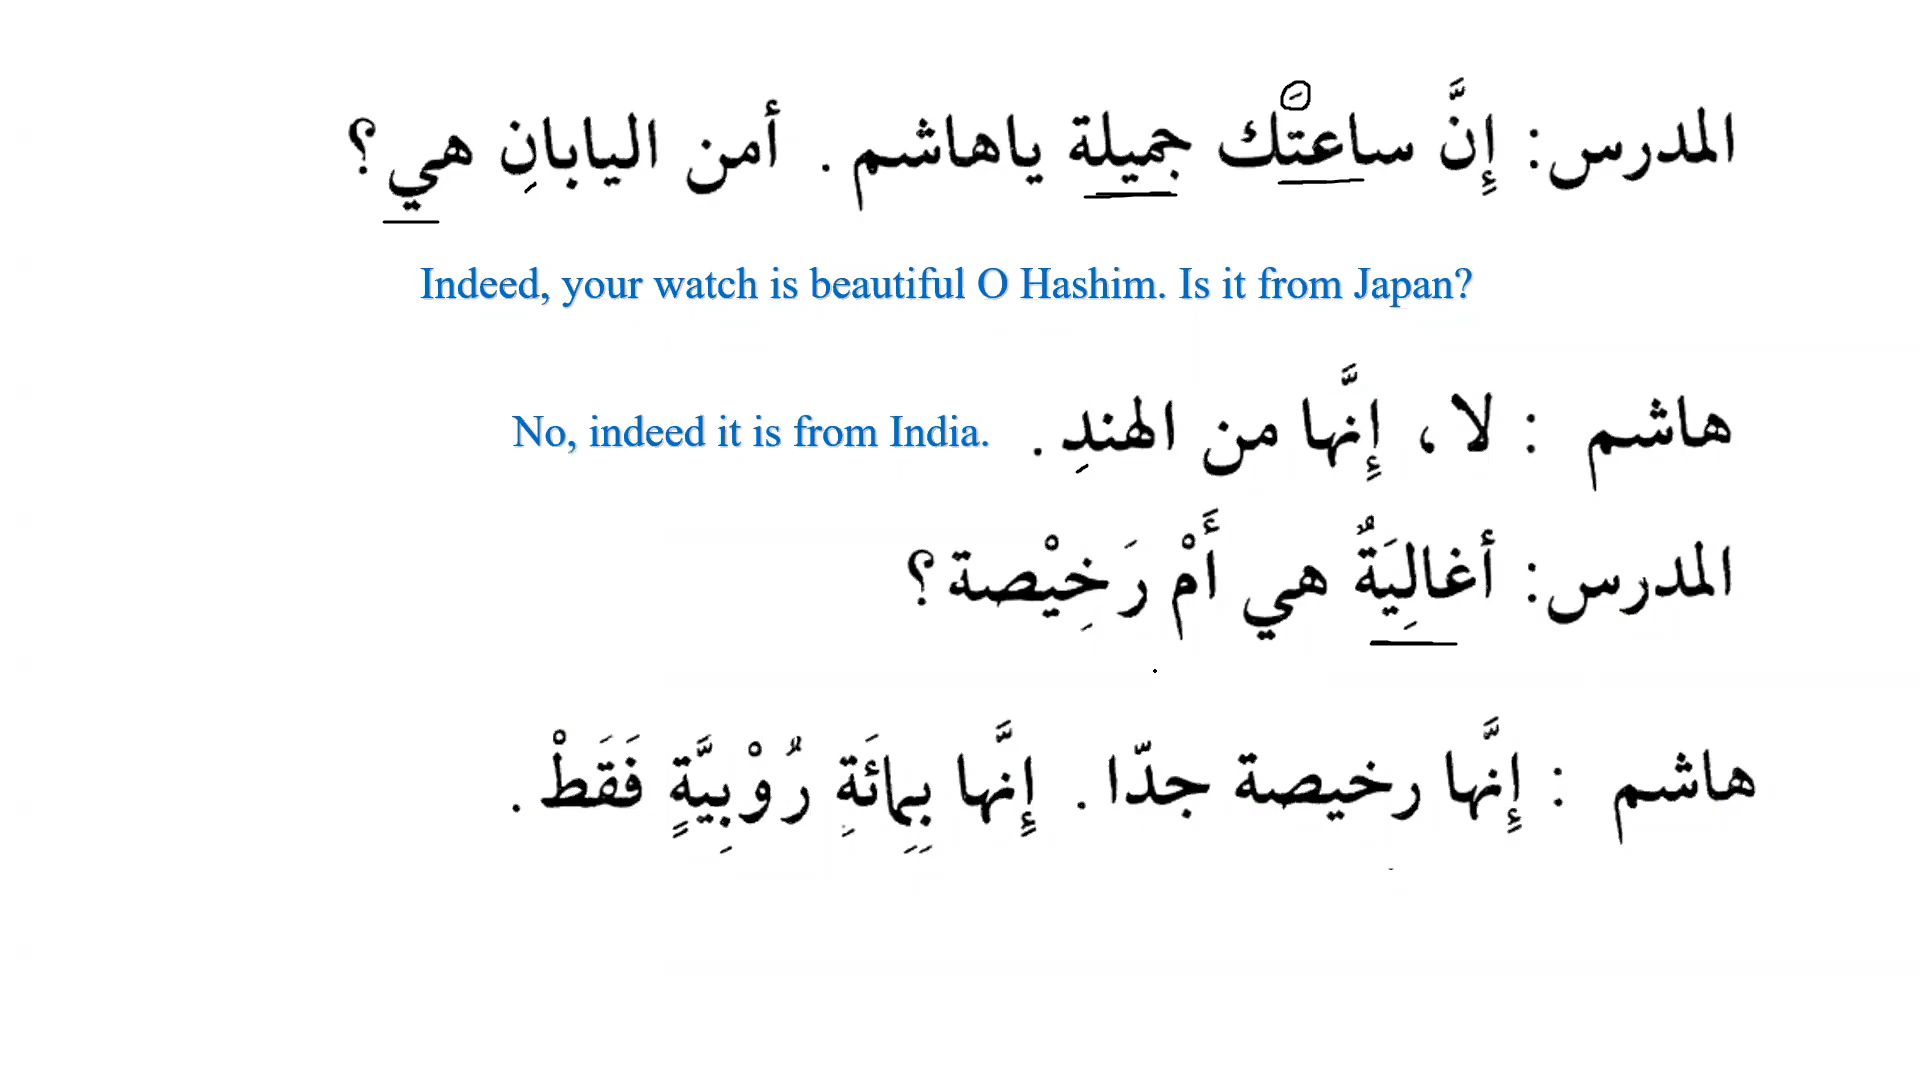 المدرس: إِنَّ ساعتَك جميلة ياهاشم. أمن اليابانِ هي؟
Indeed, your watch is beautiful O Hashim. Is it from Japan?
هاشم : لا، إِنَّها من الهندِ. No, indeed it is from India.
المدرس: أغالِيَةٌ هي أَمْ رَخِيْصة؟
هاشم : إِنَّها رخيصة جدّا. إِنَّها بِمِائَةِ رُوْبِيَّةٍ فَقَطْ.